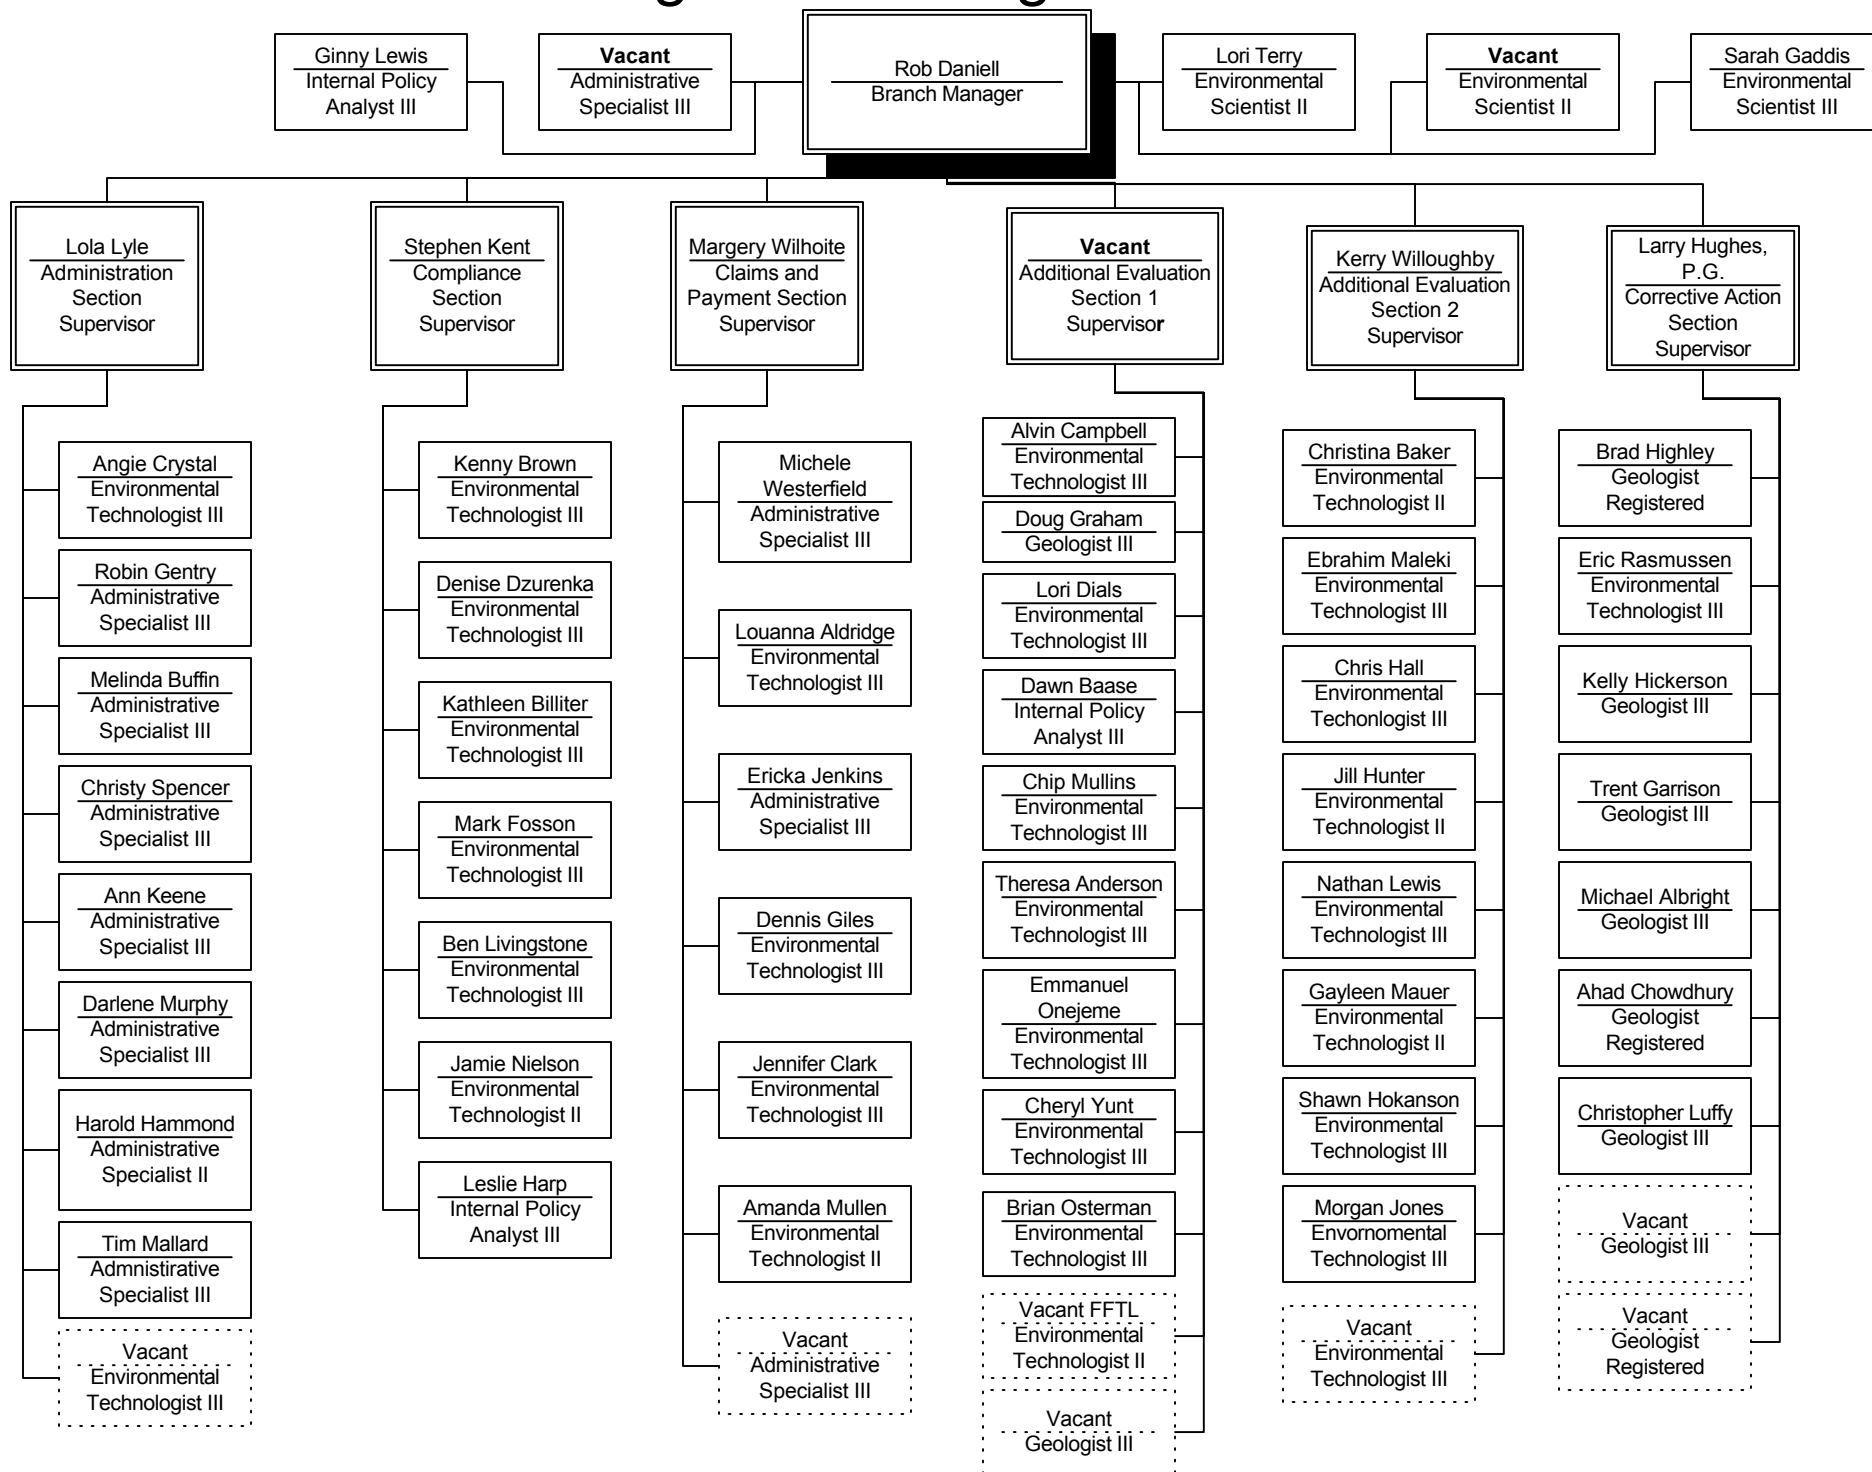 Ginny Lewis
Internal Policy
Analyst III
Vacant
Administrative
Specialist III
Rob Daniell
Branch Manager
Lori Terry
Environmental
Scientist II
Vacant
Environmental
Scientist II
Sarah Gaddis
Environmental
Scientist III
Lola Lyle
Administration
Section
Supervisor
Stephen Kent
Compliance
Section
Supervisor
Margery Wilhoite
Claims and
Payment Section
Supervisor
Vacant
Additional Evaluation
Section 1
Supervisor
Kerry Willoughby
Additional Evaluation
Section 2
Supervisor
Larry Hughes,
P.G.
Corrective Action
Section
Supervisor
Angie Crystal
Environmental
Technologist III
Robin Gentry
Administrative
Specialist III
Melinda Buffin
Administrative
Specialist III
Christy Spencer
Administrative
Specialist III
Ann Keene
Administrative
Specialist III
Darlene Murphy
Administrative
Specialist III
Harold Hammond
Administrative
Specialist II
Tim Mallard
Admnistirative
Specialist III
Vacant
Environmental
Technologist III
Kenny Brown
Environmental
Technologist III
Denise Dzurenka
Environmental
Technologist III
Kathleen Billiter
Environmental
Technologist III
Mark Fosson
Environmental
Technologist III
Ben Livingstone
Environmental
Technologist III
Jamie Nielson
Environmental
Technologist II
Leslie Harp
Internal Policy
Analyst III
Michele
Westerfield
Administrative
Specialist III
Louanna Aldridge
Environmental
Technologist III
Ericka Jenkins
Administrative
Specialist III
Dennis Giles
Environmental
Technologist III
Jennifer Clark
Environmental
Technologist III
Amanda Mullen
Environmental
Technologist II
Vacant
Administrative
Specialist III
Alvin Campbell
Environmental
Technologist III
Doug Graham
Geologist III
Lori Dials
Environmental
Technologist III
Dawn Baase
Internal Policy
Analyst III
Chip Mullins
Environmental
Technologist III
Theresa Anderson
Environmental
Technologist III
Emmanuel
Onejeme
Environmental
Technologist III
Cheryl Yunt
Environmental
Technologist III
Brian Osterman
Environmental
Technologist III
Vacant FFTL
Environmental
Technologist II
Vacant
Geologist III
Christina Baker
Environmental
Technologist II
Ebrahim Maleki
Environmental
Technologist III
Chris Hall
Environmental
Techonlogist III
Jill Hunter
Environmental
Technologist II
Nathan Lewis
Environmental
Technologist III
Gayleen Mauer
Environmental
Technologist II
Shawn Hokanson
Environmental
Technologist III
Morgan Jones
Envornomental
Technologist III
Vacant
Environmental
Technologist III
Brad Highley
Geologist
Registered
Eric Rasmussen
Environmental
Technologist III
Kelly Hickerson
Geologist III
Trent Garrison
Geologist III
Michael Albright
Geologist III
Ahad Chowdhury
Geologist
Registered
Christopher Luffy
Geologist III
Vacant
Geologist III
Vacant
Geologist
Registered